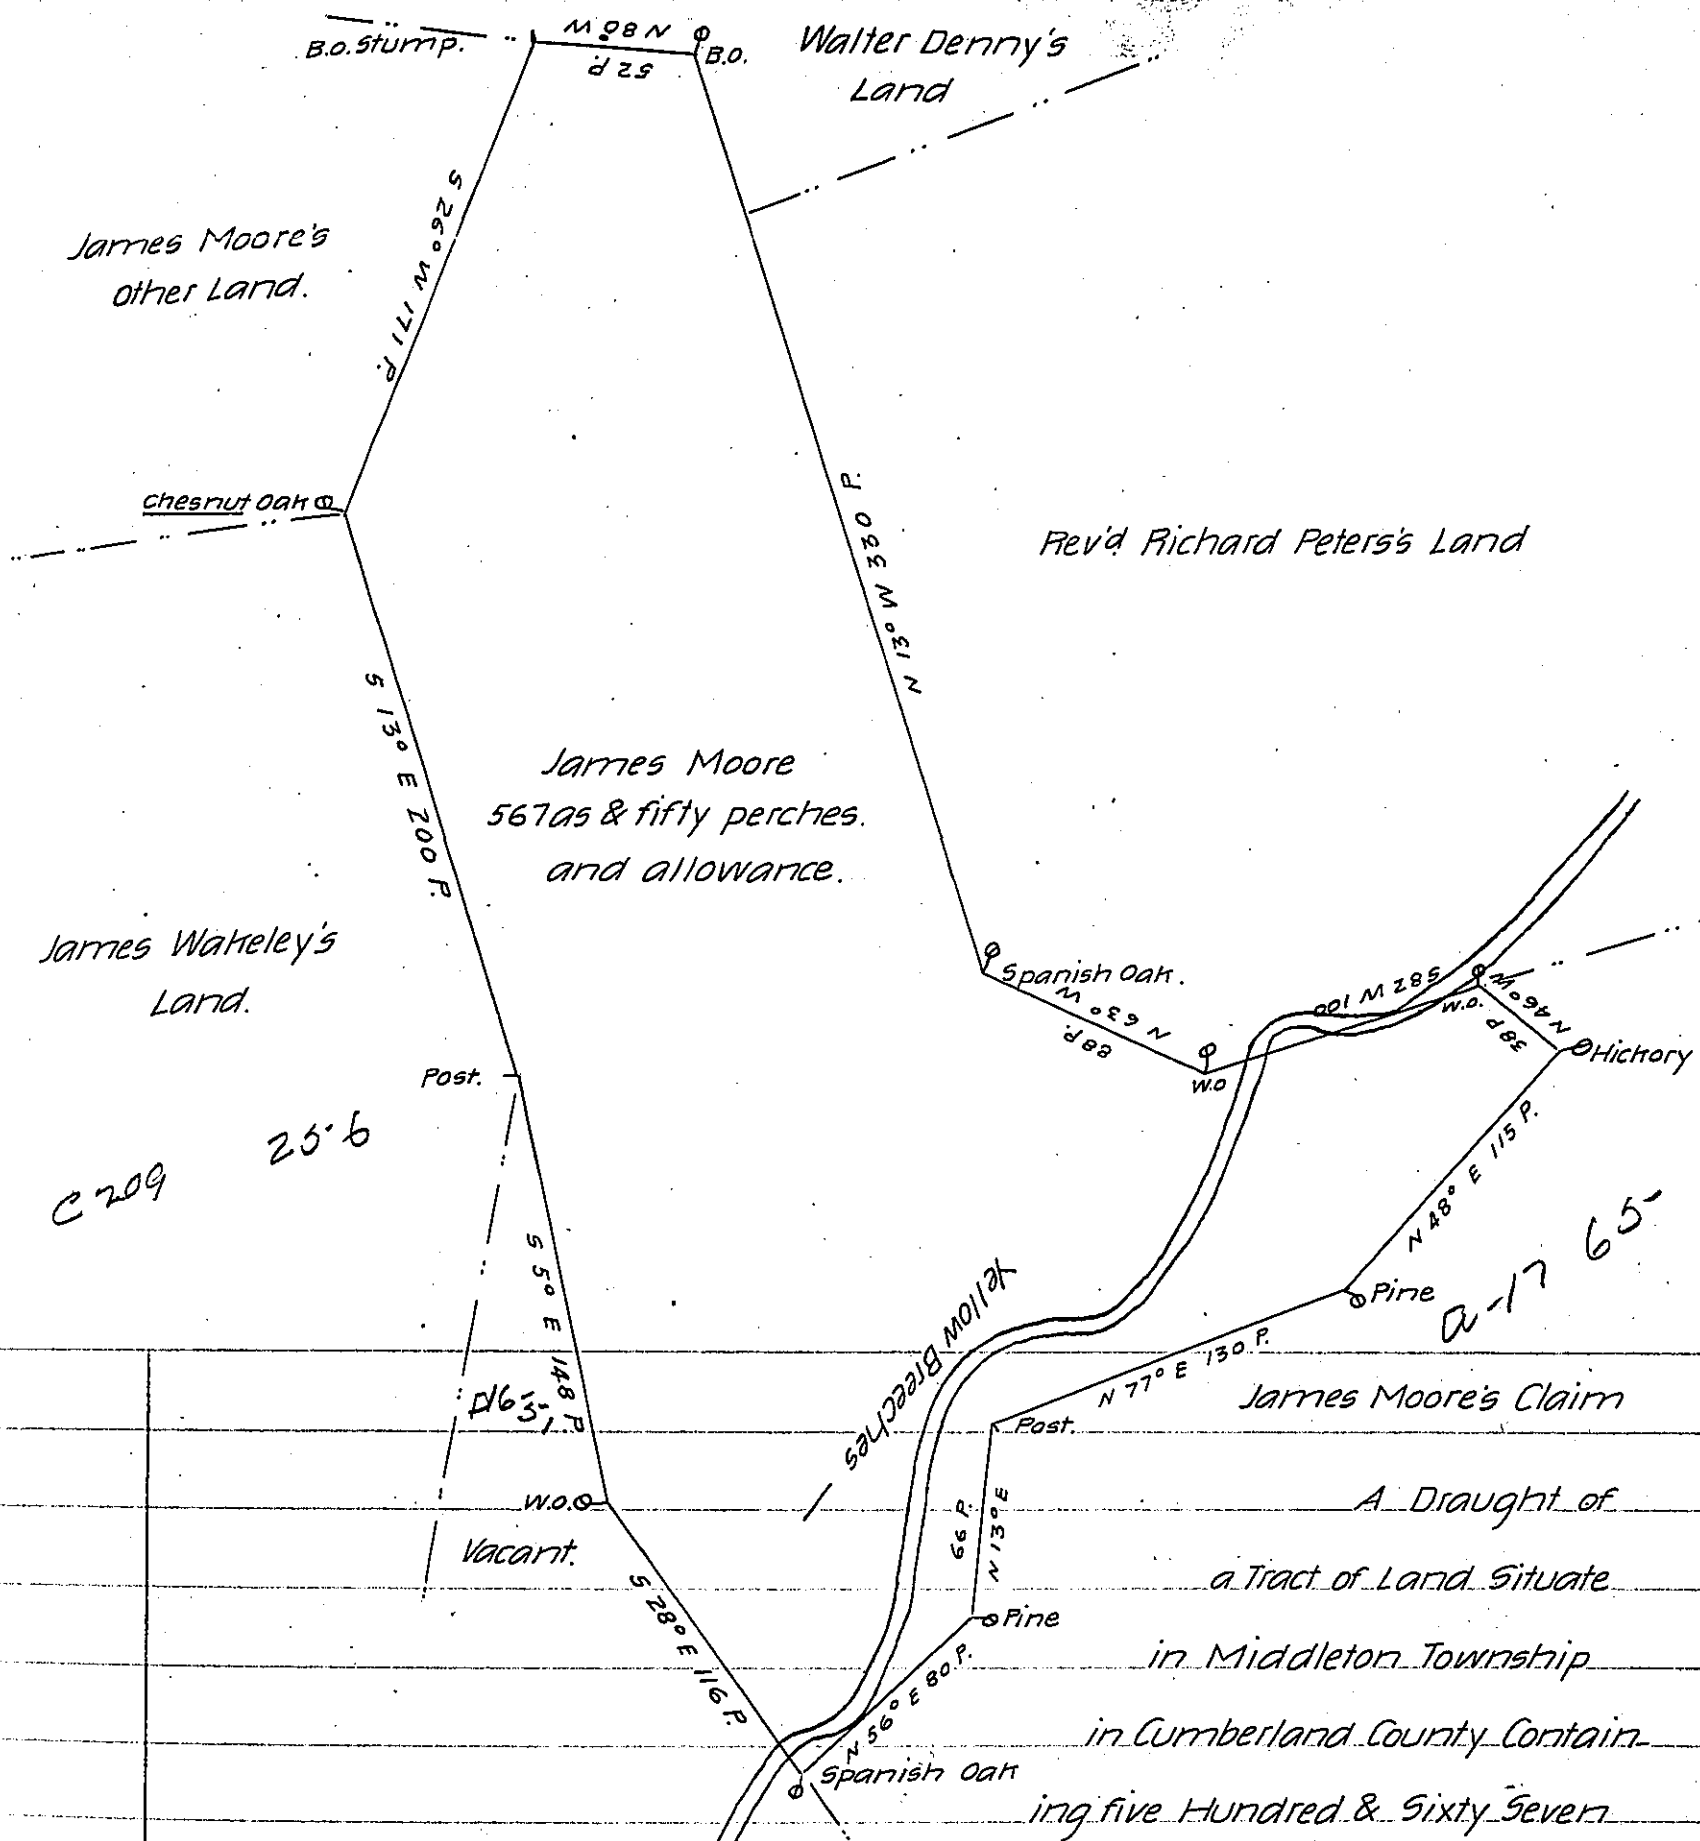 B.O. Stump.
N 80° W
52 P.
B.O.
Walter Denny's
Land
S 26° W 171 P.
James Moore's
other Land.
chesnut Oak
N 13° W 330 P.
Rev'd Richard Peters's Land
S 13° E 200 P.
James Moore
567as & fifty perches.
and allowance.
James Wakeley's
Land.
Spanish Oak.
N 63° W
88 P.
W.O
S82 W 100
W.O.
N 46° W
38 P
Hickory
Post.
25-6
C 209
N 48° E 115 P.
a-17 65-
S 5° E 148 P.
Yellow Breeches
Pine
N 77° E 130 P.
Post.
James Moore's Claim
W.O.
66 P.
N 13° E
A Draught of
Vacant.
a Tract of Land Situate
S 28° E 116 P.
Pine
in Middleton Township
N 56° E 80 P.
in Cumberland County Contain-
Spanish Oak
ing five Hundred & Sixty Seven